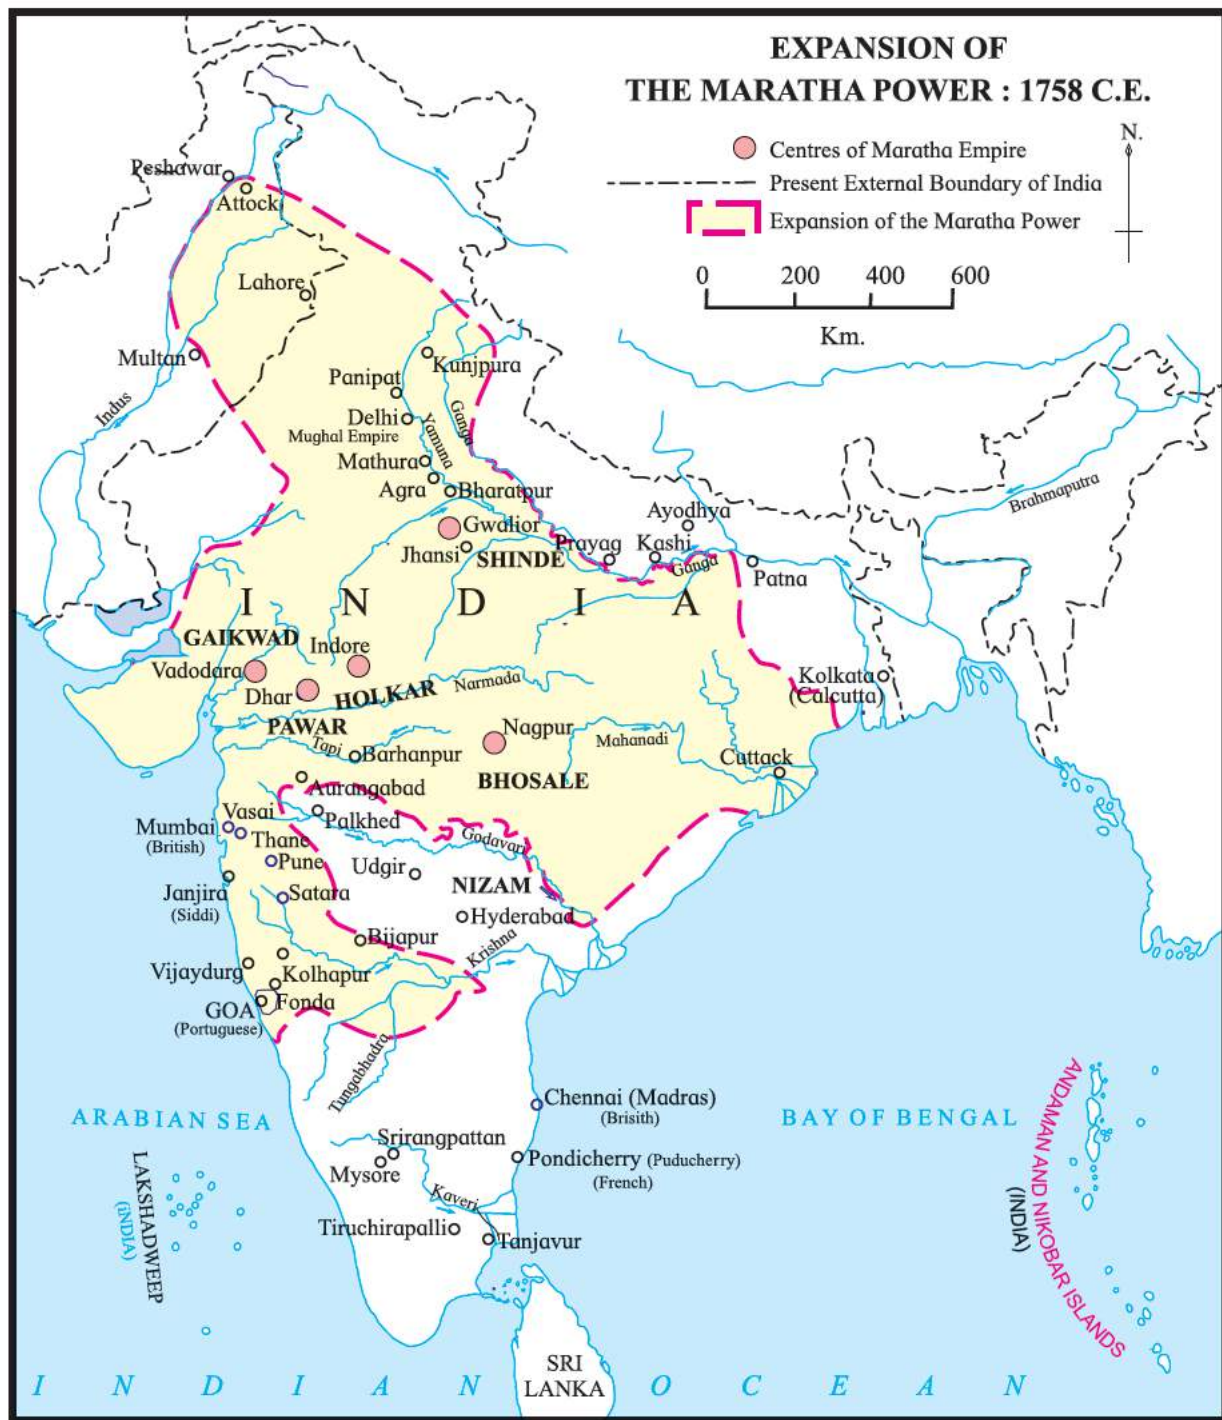 EXPANSION OF
THE MARATHA POWER : 1758 C.E.
Centres of Maratha Empire
Present External Boundary of India
Expansion of the Maratha Power
N.
0 200 400 600
Km.
Peshawar
Attock
Lahore
Multan
Indus
Kunjpura
Panipat
Delhi
Mughal Empire
Yamuna
Ganga
Mathura
Agra
Bharatpur
Gwalior
Jhansi
SHINDE
Prayag
Kashi
Ayodhya
Ganga
Patna
Brahmaputra
I N D I A
GAIKWAD
Indore
Vadodara
Dhar
HOLKAR
Narmada
PAWAR
Tapi
Barhanpur
Nagpur
BHOSALE
Mahanadi
Cuttack
Kolkata
(Calcutta)
Aurangabad
Palkhed
Vasai
Mumbai
(British)
Thane
Pune
Godavari
Udgir
NIZAM
Janjira
(Siddi)
Satara
Hyderabad
Bijapur
Krishna
Vijaydurg
Kolhapur
Fonda
GOA
(Portuguese)
Tungabhadra
Chennai (Madras)
(Brisith)
ARABIAN SEA
BAY OF BENGAL
Srirangpattan
Mysore
Pondicherry (Puducherry)
(French)
Kaveri
Tiruchirapalli
Tanjavur
LAKSHADWEEP
(iNDIA)
ANDAMAN AND NIKOBAR ISLANDS
(INDIA)
SRI
LANKA
I N D I A N O C E A N